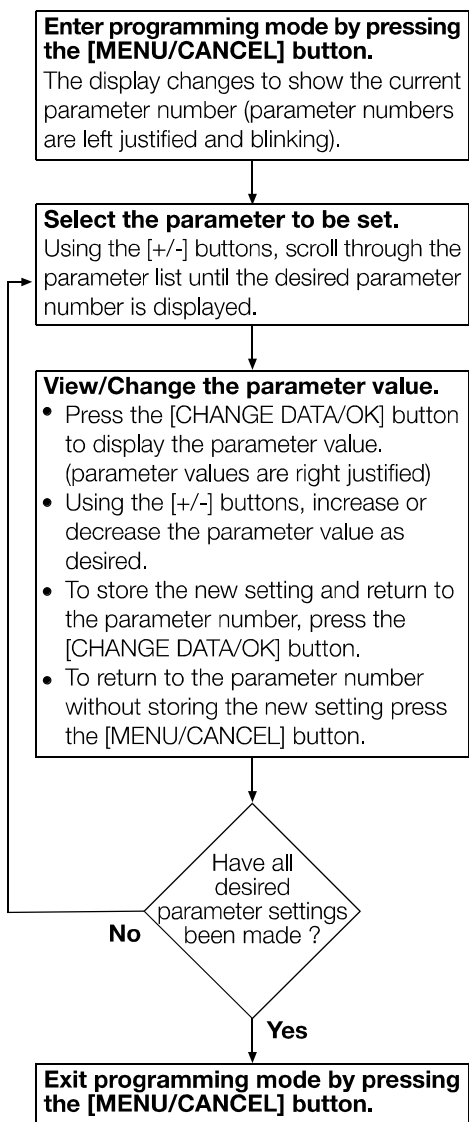 Enter programming mode by pressing
the [MENU/CANCEL] button.
The display changes to show the current
parameter number (parameter numbers
are left justified and blinking).
Select the parameter to be set.
Using the [+/-] buttons, scroll through the
parameter list until the desired parameter
number is displayed.
View/Change the parameter value.
• Press the [CHANGE DATA/OK] button
to display the parameter value.
(parameter values are right justified)
• Using the [+/-] buttons, increase or
decrease the parameter value as
desired.
• To store the new setting and return to
the parameter number, press the
[CHANGE DATA/OK] button.
• To return to the parameter number
without storing the new setting press
the [MENU/CANCEL] button.
Have all
desired
parameter settings
been made ?
No
Yes
Exit programming mode by pressing
the [MENU/CANCEL] button.